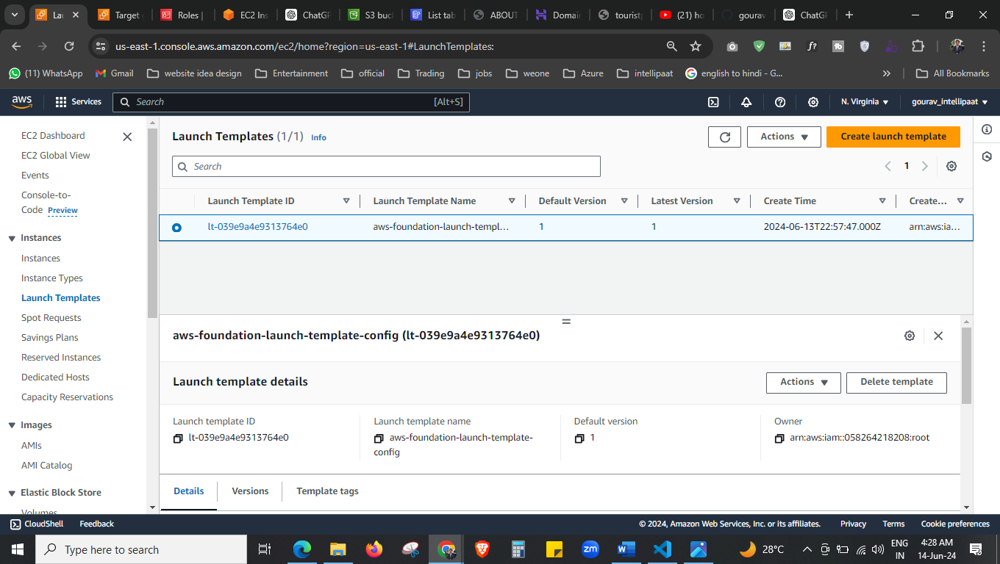 La
Target
Roles |
EC2 Ins
ChatGP
S3 buck
List tab
ABOUT
Domain
tourist
(21) ho
gourav
ChatGP
us-east-1.console.aws.amazon.com/ec2/home?region=us-east-1#LaunchTemplates:
(11) WhatsApp
Gmail
website idea design
Entertainment
official
Trading
jobs
weone
Azure
intellipaat
english to hindi - G...
All Bookmarks
aws
Services
Search
[Alt+S]
N. Virginia
gourav_intellipaat
EC2 Dashboard
EC2 Global View
Events
Console-to-
Code Preview
Instances
Instances
Instance Types
Launch Templates
Spot Requests
Savings Plans
Reserved Instances
Dedicated Hosts
Capacity Reservations
Images
AMIs
AMI Catalog
Elastic Block Store
Volumes
Launch Templates (1/1) Info
Actions
Create launch template
Search
1
Launch Template ID
Launch Template Name
Default Version
Latest Version
Create Time
Create...
lt-039e9a4e9313764e0
aws-foundation-launch-templ...
1
1
2024-06-13T22:57:47.000Z
arn:aws:ia...
aws-foundation-launch-template-config (lt-039e9a4e9313764e0)
Launch template details
Actions
Delete template
Launch template ID
lt-039e9a4e9313764e0
Launch template name
aws-foundation-launch-template-
config
Default version
1
Owner
arn:aws:iam::058264218208:root
Details
Versions
Template tags
CloudShell
Feedback
© 2024, Amazon Web Services, Inc. or its affiliates.
Privacy
Terms
Cookie preferences
Type here to search
28°C
ENG
IN
4:28 AM
14-Jun-24